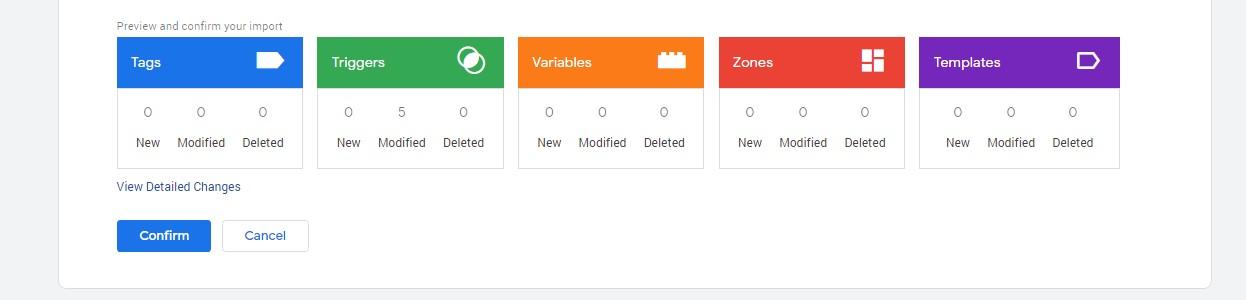 Preview and confirm your import
Tags
0 0 0
New Modified Deleted
Triggers
0 5 0
New Modified Deleted
Variables
0 0 0
New Modified Deleted
Zones
0 0 0
New Modified Deleted
Templates
0 0 0
New Modified Deleted
View Detailed Changes
Confirm Cancel